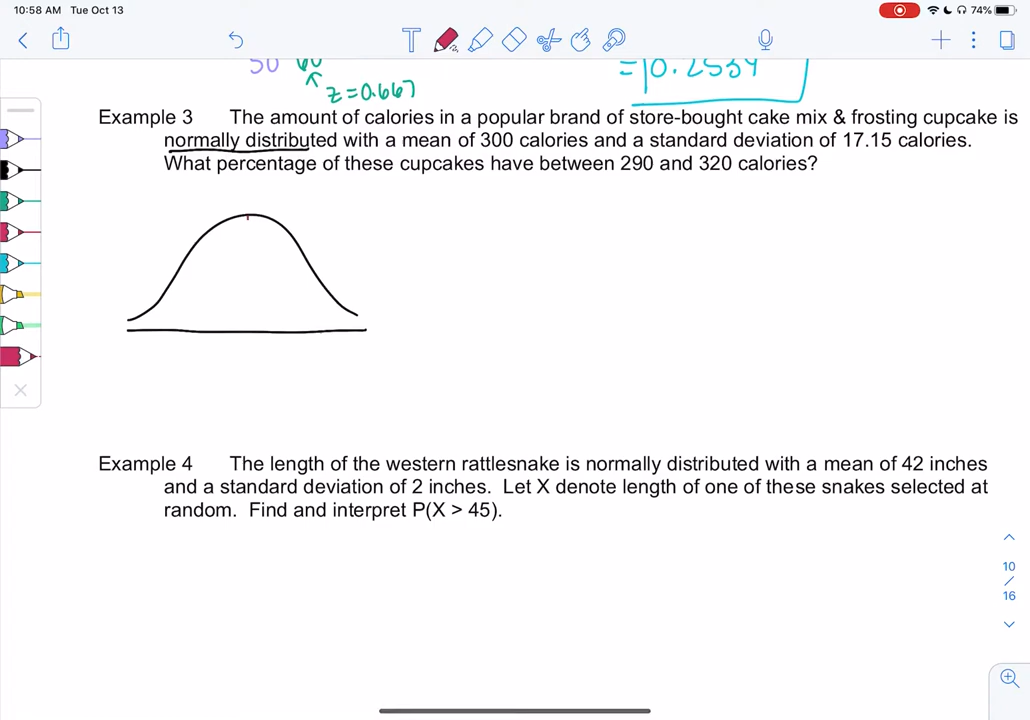 10:58 AM Tue Oct 13
74%
T
50 60
z=0.667
= 0.2534
Example 3 The amount of calories in a popular brand of store-bought cake mix & frosting cupcake is
normally distributed with a mean of 300 calories and a standard deviation of 17.15 calories.
What percentage of these cupcakes have between 290 and 320 calories?
Example 4 The length of the western rattlesnake is normally distributed with a mean of 42 inches
and a standard deviation of 2 inches. Let X denote length of one of these snakes selected at
random. Find and interpret P(X > 45).
10
/
16